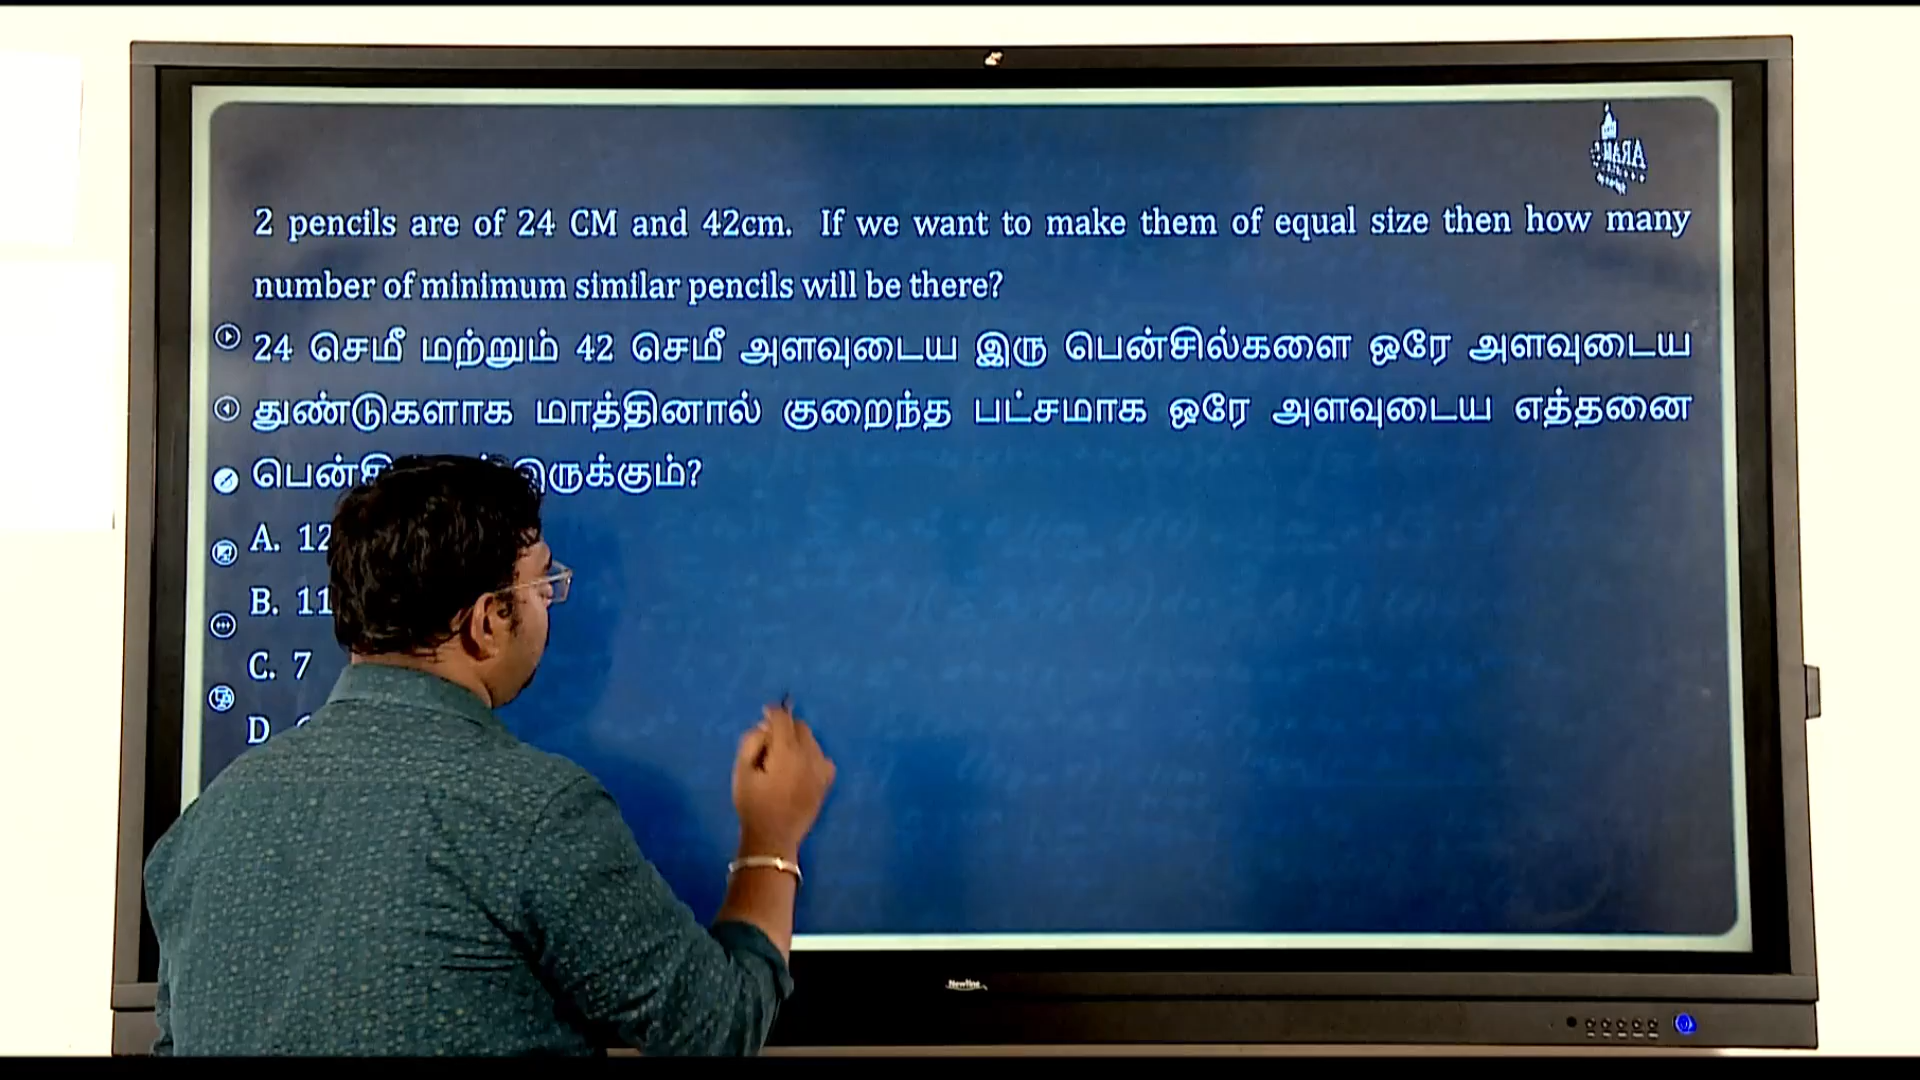 2 pencils are of 24 CM and 42cm. If we want to make them of equal size then how many
number of minimum similar pencils will be there?
24 செமீ மற்றும் 42 செமீ அளவுடைய இரு பென்சில்களை ஒரே அளவுடைய
துண்டுகளாக மாத்தினால் குறைந்த பட்சமாக ஒரே அளவுடைய எத்தனை
இருக்கும்?
A. 12
B. 11
C. 7
D
ARAM
Newline